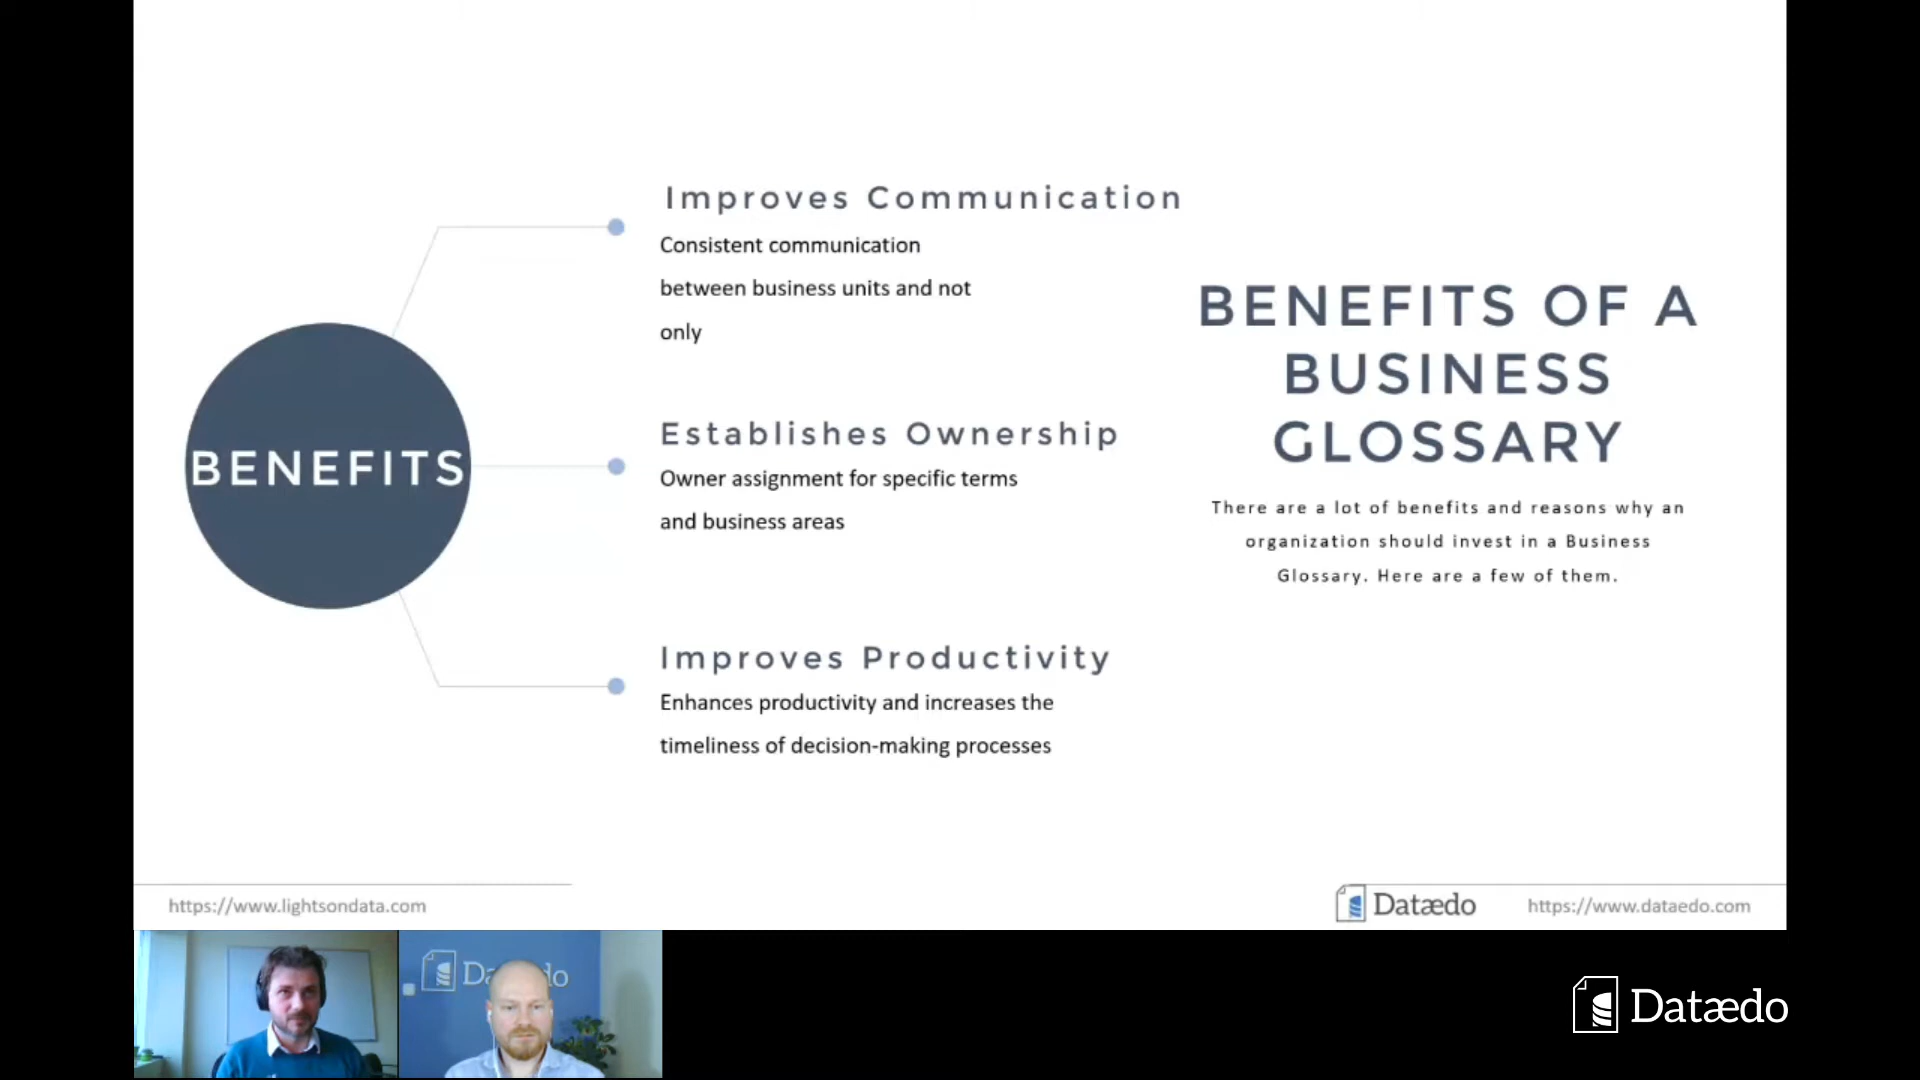 BENEFITS
Improves Communication
Consistent communication
between business units and not
only
Establishes Ownership
Owner assignment for specific terms
and business areas
Improves Productivity
Enhances productivity and increases the
timeliness of decision-making processes
BENEFITS OF A
BUSINESS
GLOSSARY
There are a lot of benefits and reasons why an
organization should invest in a Business
Glossary. Here are a few of them.
https://www.lightsondata.com
Datædo
https://www.dataedo.com
Datædo